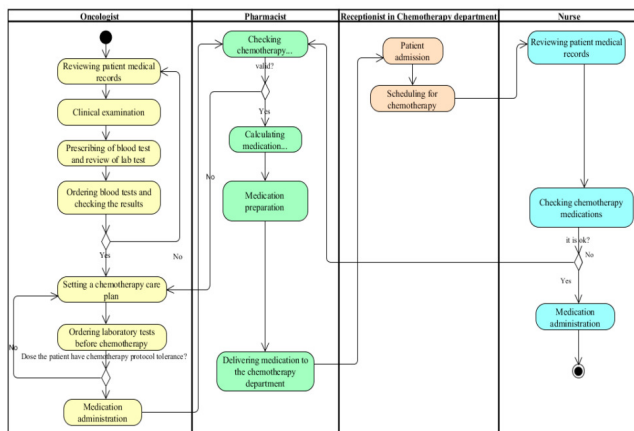 Oncologist
Pharmacist
Receptionist in Chemotherapy department
Nurse
Reviewing patient medical
records
Clinical examination
Prescribing of blood test
and review of lab test
Ordering blood tests and
checking the results
Yes
No
Setting a chemotherapy care
plan
Ordering laboratory tests
before chemotherapy
Dose the patient have chemotherapy protocol tolerance?
No
Medication
administration
Checking
chemotherapy...
valid?
Yes
No
Calculating
medication...
Medication
preparation
Delivering medication to
the chemotherapy
department
Patient
admission
Scheduling for
chemotherapy
Reviewing patient medical
records
Checking chemotherapy
medications
it is ok?
No
Yes
Medication
administration